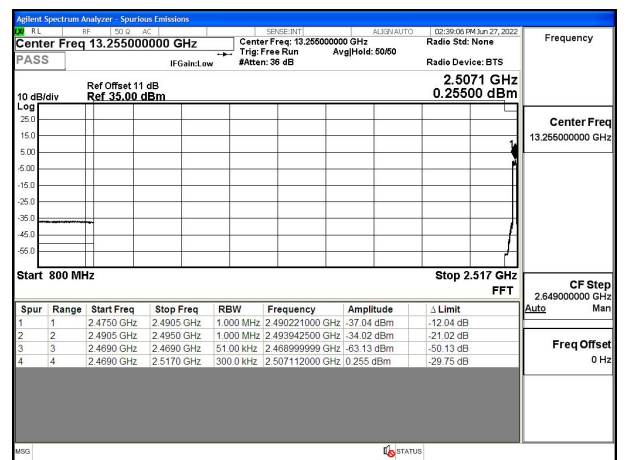 Agilent Spectrum Analyzer - Spurious Emissions
RL RF 50 Ω AC SENSE:INT ALIGNAUTO 02:39:06 PM Jun 27, 2022
Center Freq 13.255000000 GHz
Center Freq: 13.255000000 GHz
Radio Std: None
Trig: Free Run Avg|Hold: 50/50
PASS IFGain:Low #Atten: 36 dB Radio Device: BTS
Ref Offset 11 dB
10 dB/div Ref 35.00 dBm
2.5071 GHz
0.25500 dBm
Log
25.0
15.0
5.00
-5.00
-15.0
-25.0
-35.0
-45.0
-55.0
1
Start 800 MHz Stop 2.517 GHz
FFT
Spur Range Start Freq Stop Freq RBW Frequency Amplitude Δ Limit
1 1 2.4750 GHz 2.4905 GHz 1.000 MHz 2.490221000 GHz -37.04 dBm -12.04 dB
2 2 2.4905 GHz 2.4950 GHz 1.000 MHz 2.493942500 GHz -34.02 dBm -21.02 dB
3 3 2.4690 GHz 2.4690 GHz 51.00 kHz 2.468999999 GHz -63.13 dBm -50.13 dB
4 4 2.4690 GHz 2.5170 GHz 300.0 kHz 2.507112000 GHz 0.255 dBm -29.75 dB
MSG STATUS
Frequency
Center Freq
13.255000000 GHz
CF Step
2.649000000 GHz
Auto Man
Freq Offset
0 Hz